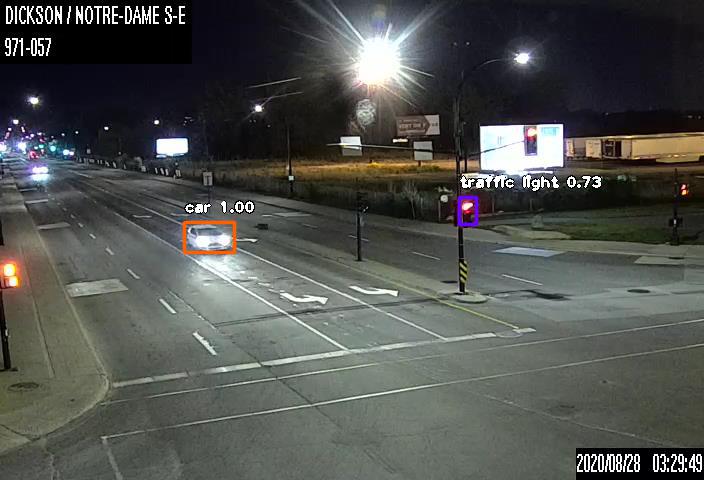 DICKSON / NOTRE-DAME S-E
971-057
traffic light 0.73
car 1.00
2020/08/28 03:29:49